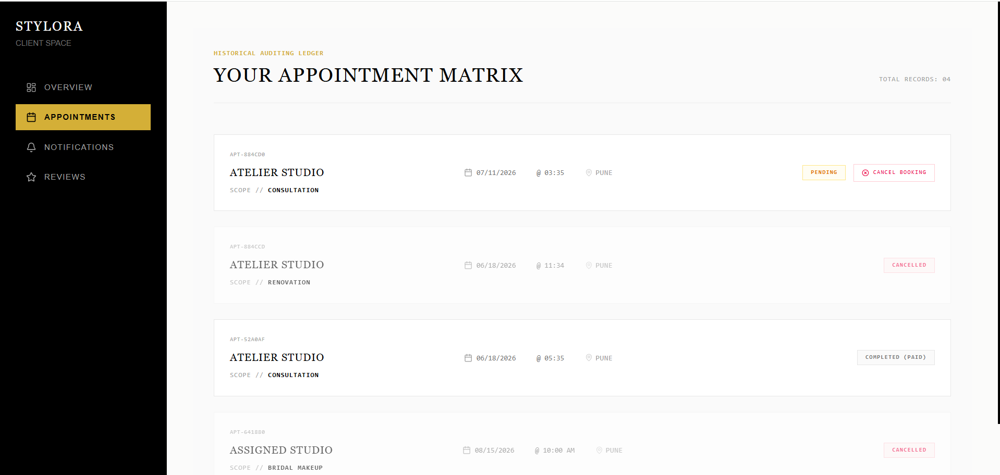 STYLORA
CLIENT SPACE
OVERVIEW
APPOINTMENTS
NOTIFICATIONS
REVIEWS
HISTORICAL AUDITING LEDGER
YOUR APPOINTMENT MATRIX
TOTAL RECORDS: 04
APT-884CD0
ATELIER STUDIO
SCOPE // CONSULTATION
07/11/2026 @ 03:35 PUNE
PENDING
CANCEL BOOKING
APT-884CCD
ATELIER STUDIO
SCOPE // RENOVATION
06/18/2026 @ 11:34 PUNE
CANCELLED
APT-52A0AF
ATELIER STUDIO
SCOPE // CONSULTATION
06/18/2026 @ 05:35 PUNE
COMPLETED (PAID)
APT-641880
ASSIGNED STUDIO
SCOPE // BRIDAL MAKEUP
08/15/2026 @ 10:00 AM PUNE
CANCELLED